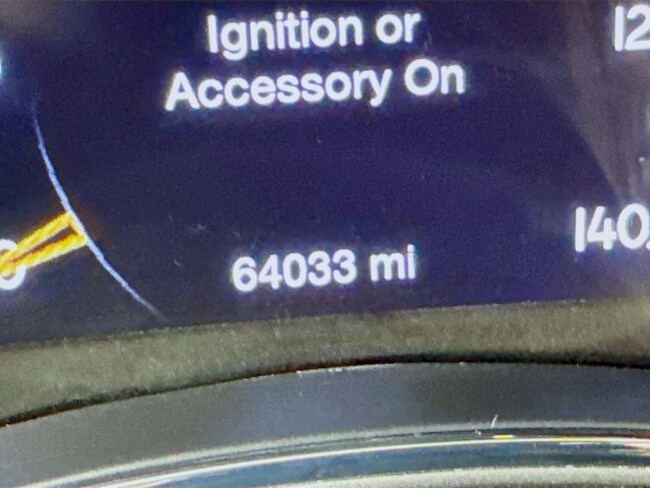 Ignition or
Accessory On
140
64033 mi